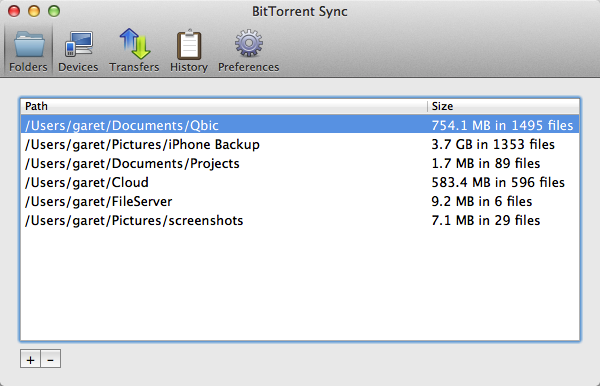 BitTorrent Sync
Folders Devices Transfers History Preferences
Path Size
/Users/garet/Documents/Qbic 754.1 MB in 1495 files
/Users/garet/Pictures/iPhone Backup 3.7 GB in 1353 files
/Users/garet/Documents/Projects 1.7 MB in 89 files
/Users/garet/Cloud 583.4 MB in 596 files
/Users/garet/FileServer 9.2 MB in 6 files
/Users/garet/Pictures/screenshots 7.1 MB in 29 files
+ −